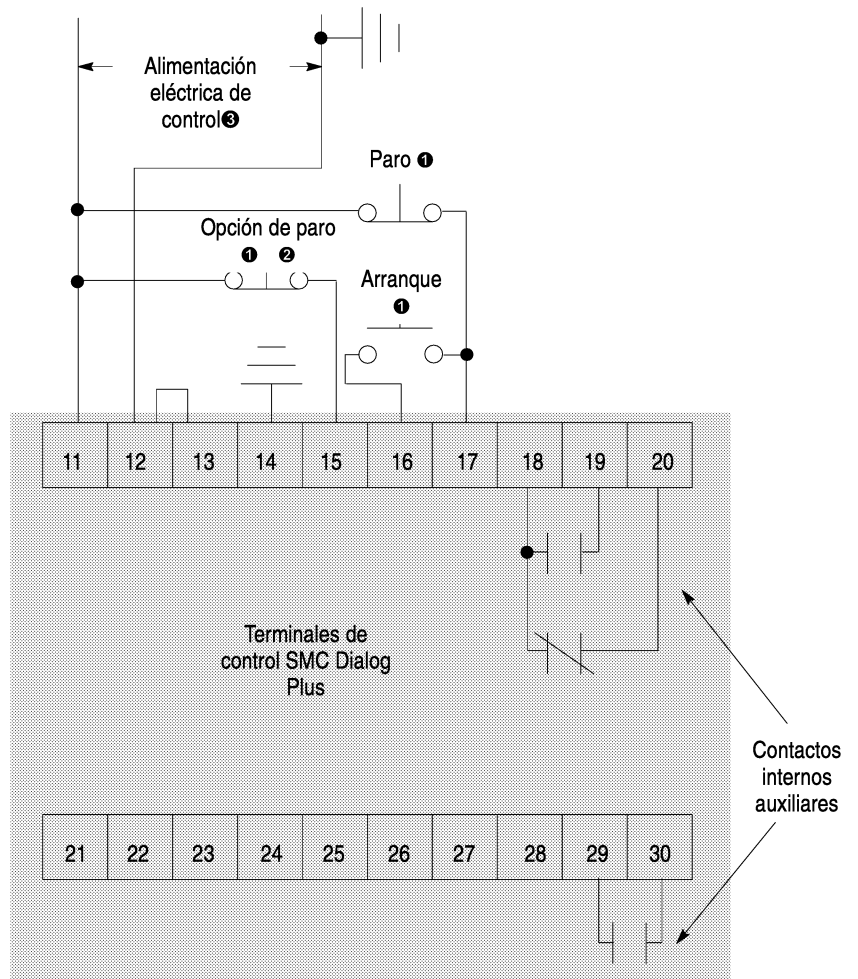 Alimentación
eléctrica de
control❸
Paro ❶
Opción de paro
❶ ❷
Arranque
❶
11 12 13 14 15 16 17 18 19 20
Terminales de
control SMC Dialog
Plus
Contactos
internos
auxiliares
21 22 23 24 25 26 27 28 29 30